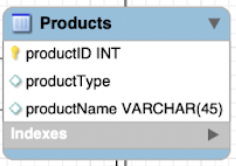 Products
productID INT
productType
productName VARCHAR(45)
Indexes